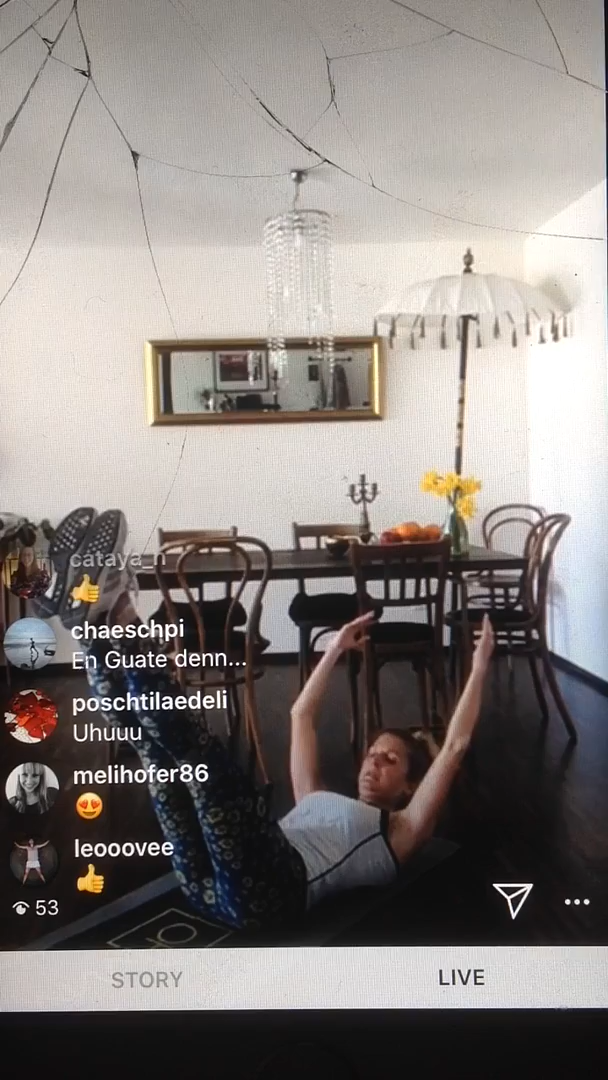 cataya_n
👍
chaeschpi
En Guate denn...
poschtilaedeli
Uhuuu
melihofer86
😍
leooovee
👍
53
STORY
LIVE